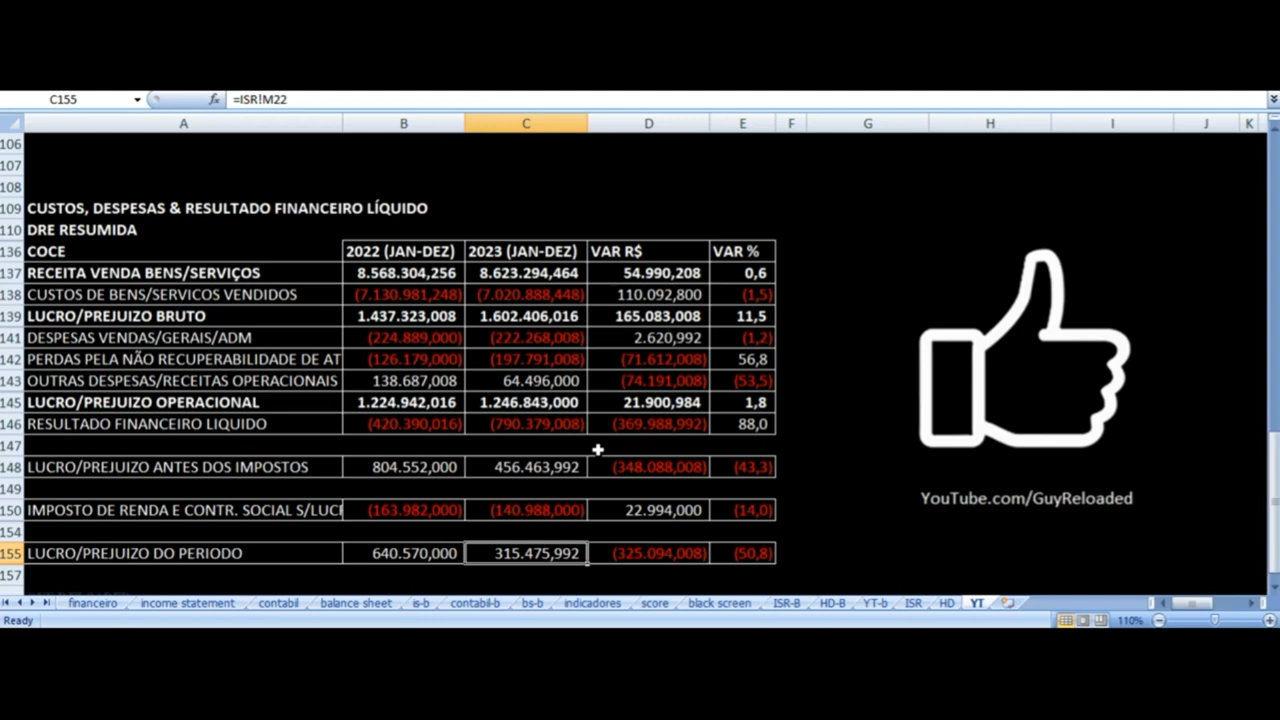 C155 fx =ISR!M22
A B C D E F G H I J K
106
107
108
109 CUSTOS, DESPESAS & RESULTADO FINANCEIRO LÍQUIDO
110 DRE RESUMIDA
136 COCE 2022 (JAN-DEZ) 2023 (JAN-DEZ) VAR R$ VAR %
137 RECEITA VENDA BENS/SERVIÇOS 8.568.304,256 8.623.294,464 54.990,208 0,6
138 CUSTOS DE BENS/SERVICOS VENDIDOS (7.130.981,248) (7.020.888,448) 110.092,800 (1,5)
139 LUCRO/PREJUIZO BRUTO 1.437.323,008 1.602.406,016 165.083,008 11,5
141 DESPESAS VENDAS/GERAIS/ADM (224.889,000) (222.268,008) 2.620,992 (1,2)
142 PERDAS PELA NÃO RECUPERABILIDADE DE AT (126.179,000) (197.791,008) (71.612,008) 56,8
143 OUTRAS DESPESAS/RECEITAS OPERACIONAIS 138.687,008 64.496,000 (74.191,008) (53,5)
145 LUCRO/PREJUIZO OPERACIONAL 1.224.942,016 1.246.843,000 21.900,984 1,8
146 RESULTADO FINANCEIRO LIQUIDO (420.390,016) (790.379,008) (369.988,992) 88,0
147
148 LUCRO/PREJUIZO ANTES DOS IMPOSTOS 804.552,000 456.463,992 (348.088,008) (43,3)
149
150 IMPOSTO DE RENDA E CONTR. SOCIAL S/LUC (163.982,000) (140.988,000) 22.994,000 (14,0)
154
155 LUCRO/PREJUIZO DO PERIODO 640.570,000 315.475,992 (325.094,008) (50,8)
157
YouTube.com/GuyReloaded
financeiro income statement contabil balance sheet is-b contabil-b bs-b indicadores score black screen ISR-B HD-B YT-b ISR HD YT
Ready 110%